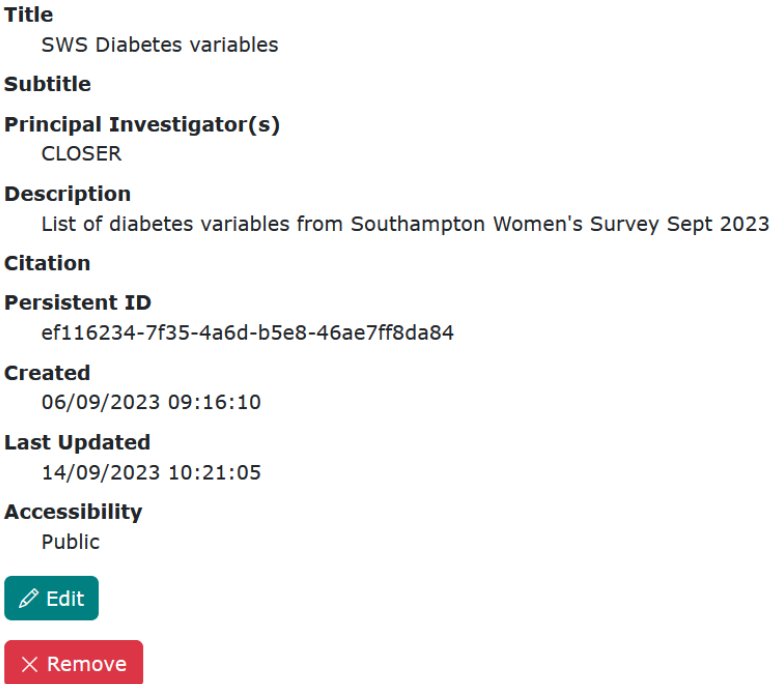 Title
SWS Diabetes variables
Subtitle
Principal Investigator(s)
CLOSER
Description
List of diabetes variables from Southampton Women's Survey Sept 2023
Citation
Persistent ID
ef116234-7f35-4a6d-b5e8-46ae7ff8da84
Created
06/09/2023 09:16:10
Last Updated
14/09/2023 10:21:05
Accessibility
Public
Edit
Remove